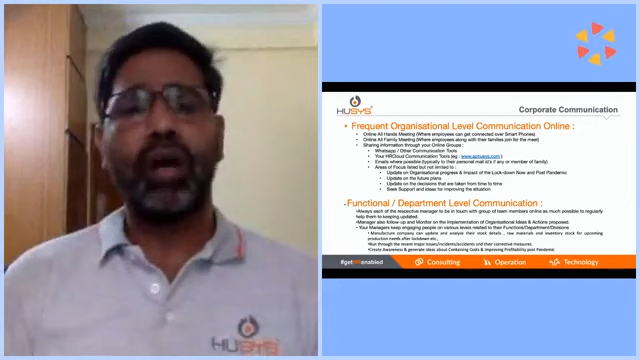 HUSYS
HUSYS
Corporate Communication
• Frequent Organisational Level Communication Online :
• Online All Hands Meeting (Where employees can get connected over Smart Phones)
• Online All Family Meeting (Where employees along with their families join for the meet)
• Sharing information through your Online Groups:
• Whatsapp / Other Communication Tools
• Your HRCloud Communication Tools (eg :
• Emails where possible (typically to their personal mail id's if any or member of family)
• Areas of Focus listed but not limited to :
• Update on Organisational progress & Impact of the Lock-down Now and Post Pandemic
• Update on the future plans
• Update on the decisions that are taken from time to time
• Seek Support and ideas for improving the situation
• Functional / Department Level Communication :
• Always each of the respective manager to be in touch with group of team members online as much as possible to regularly
help them to keeping updated.
• Manager also follow-up and Monitor on the Implementation of Organisational Ideas & Actions proposed.
• Your Managers keep engaging people on various levels related to their Functions/Department/Divisions
• Manufacture company can update and analyse their stock details , raw materials and inventory stock for upcoming
production needs after lockdown etc.,
• Run through the recent major issues/incidents/accidents and their corrective measures.
• Create Awareness & generate ideas about Containing Costs & Improving Profitability post Pandemic
#getHRenabled Consulting Operation Technology